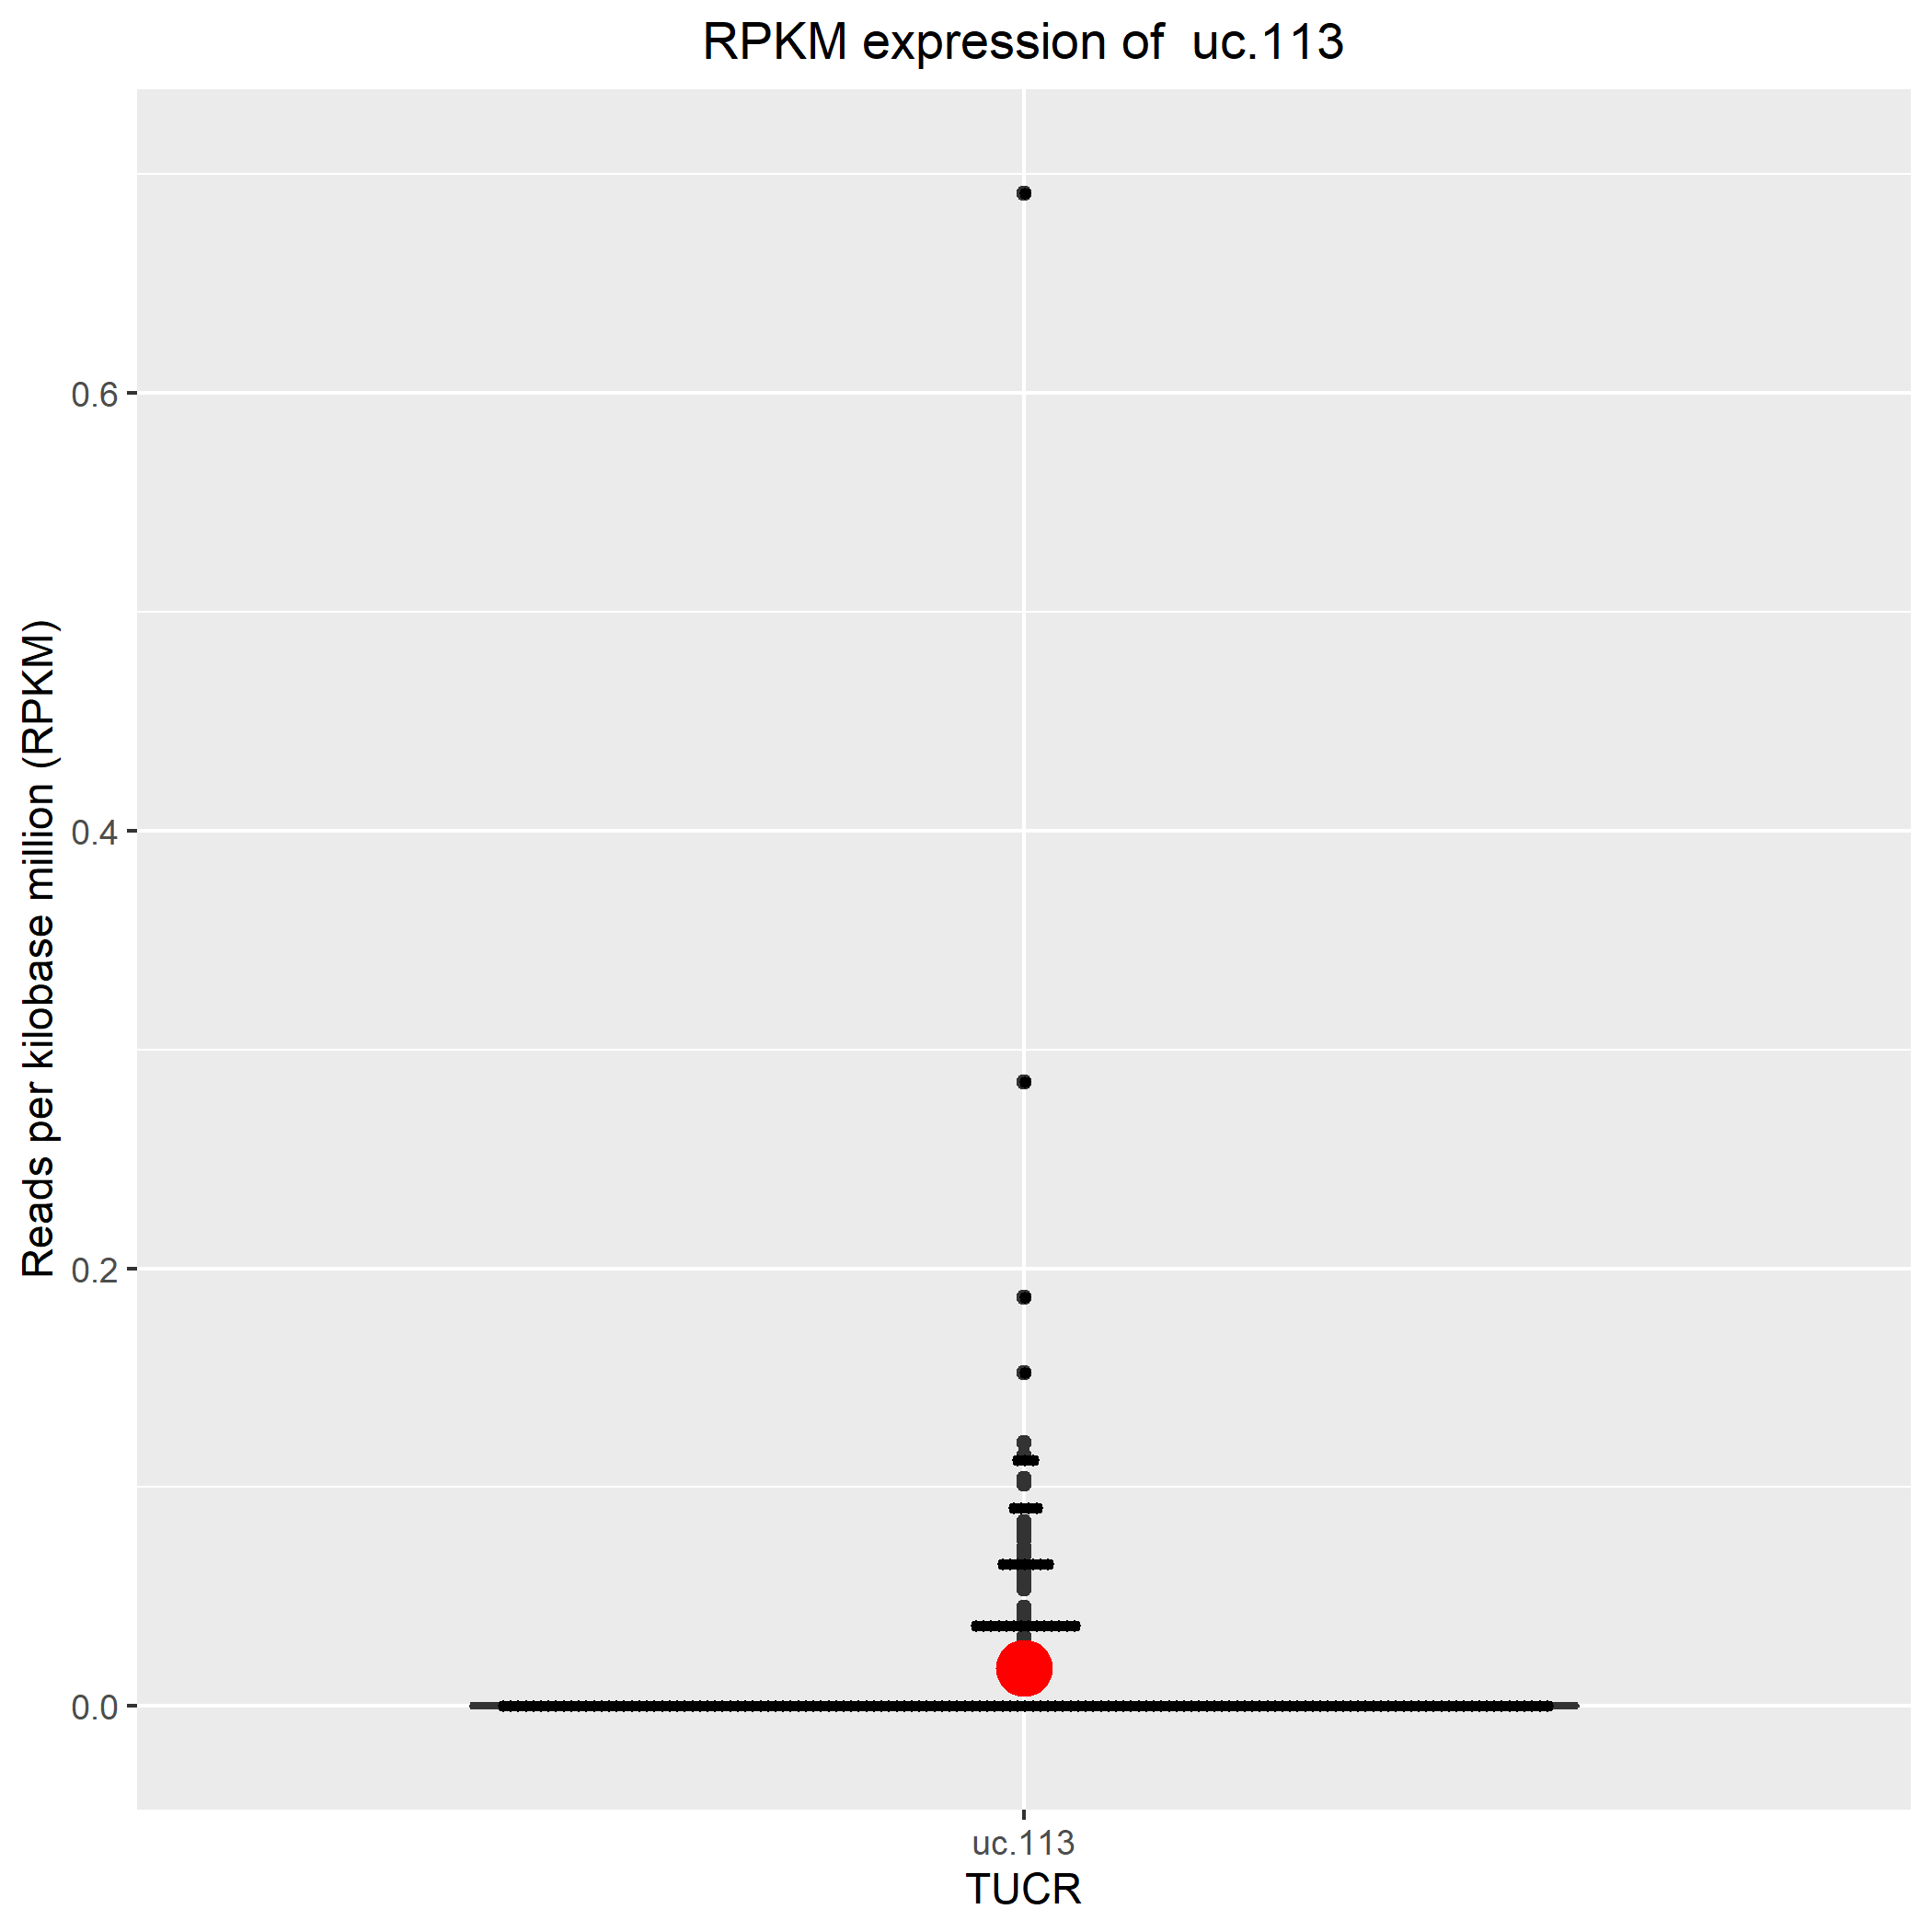 RPKM expression of  uc.113
Reads per kilobase million (RPKM)
0.6
0.4
0.2
0.0
uc.113
TUCR